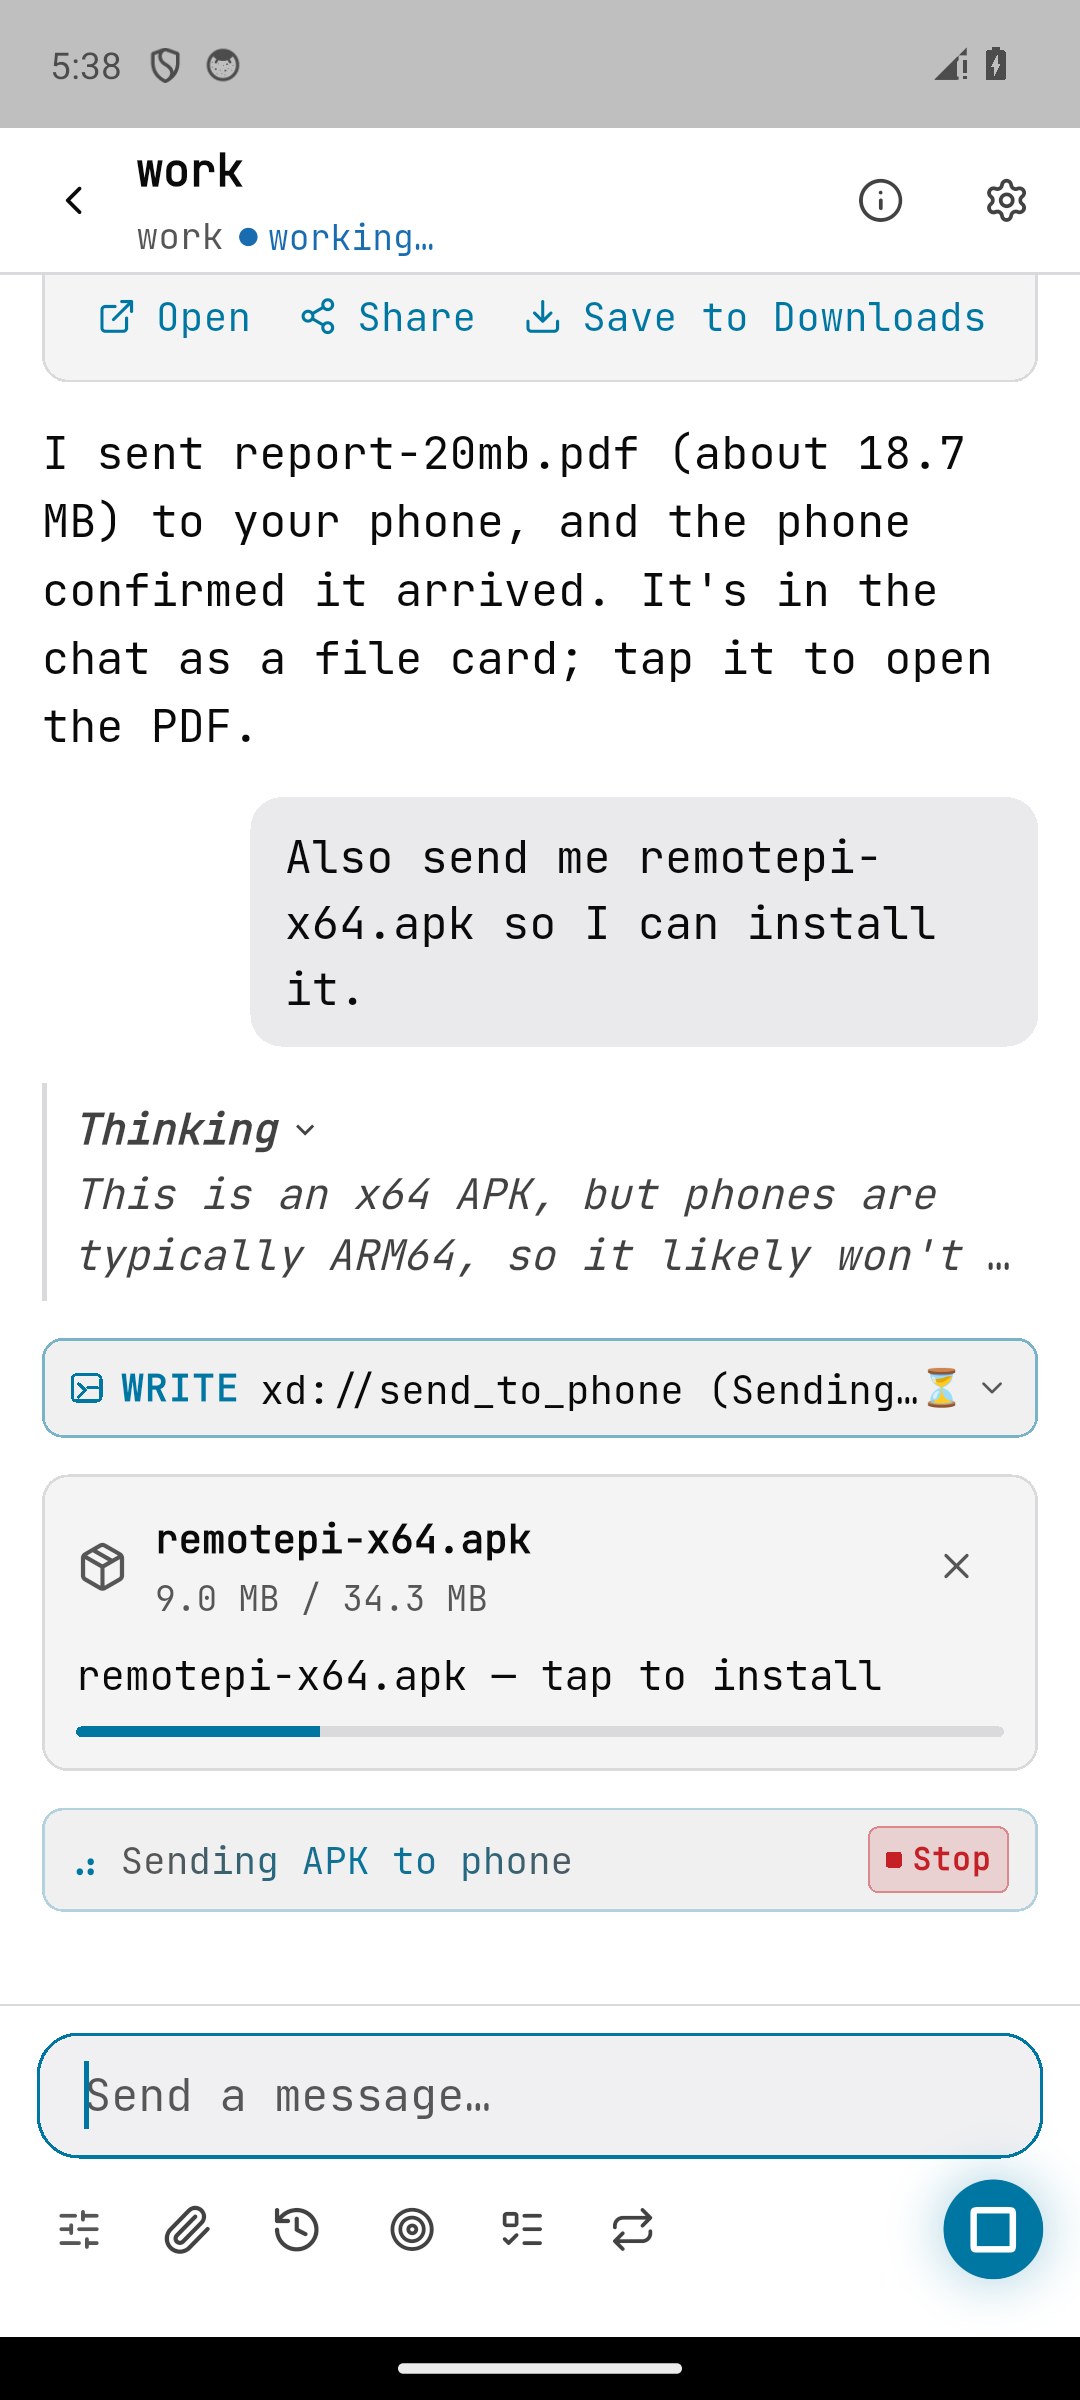 5:38
work
work working…
Open Share Save to Downloads
I sent report-20mb.pdf (about 18.7
MB) to your phone, and the phone
confirmed it arrived. It's in the
chat as a file card; tap it to open
the PDF.
Also send me remotepi-
x64.apk so I can install
it.
Thinking
This is an x64 APK, but phones are
typically ARM64, so it likely won't …
WRITE xd://send_to_phone (Sending…
remotepi-x64.apk
9.0 MB / 34.3 MB
remotepi-x64.apk — tap to install
Sending APK to phone Stop
Send a message…